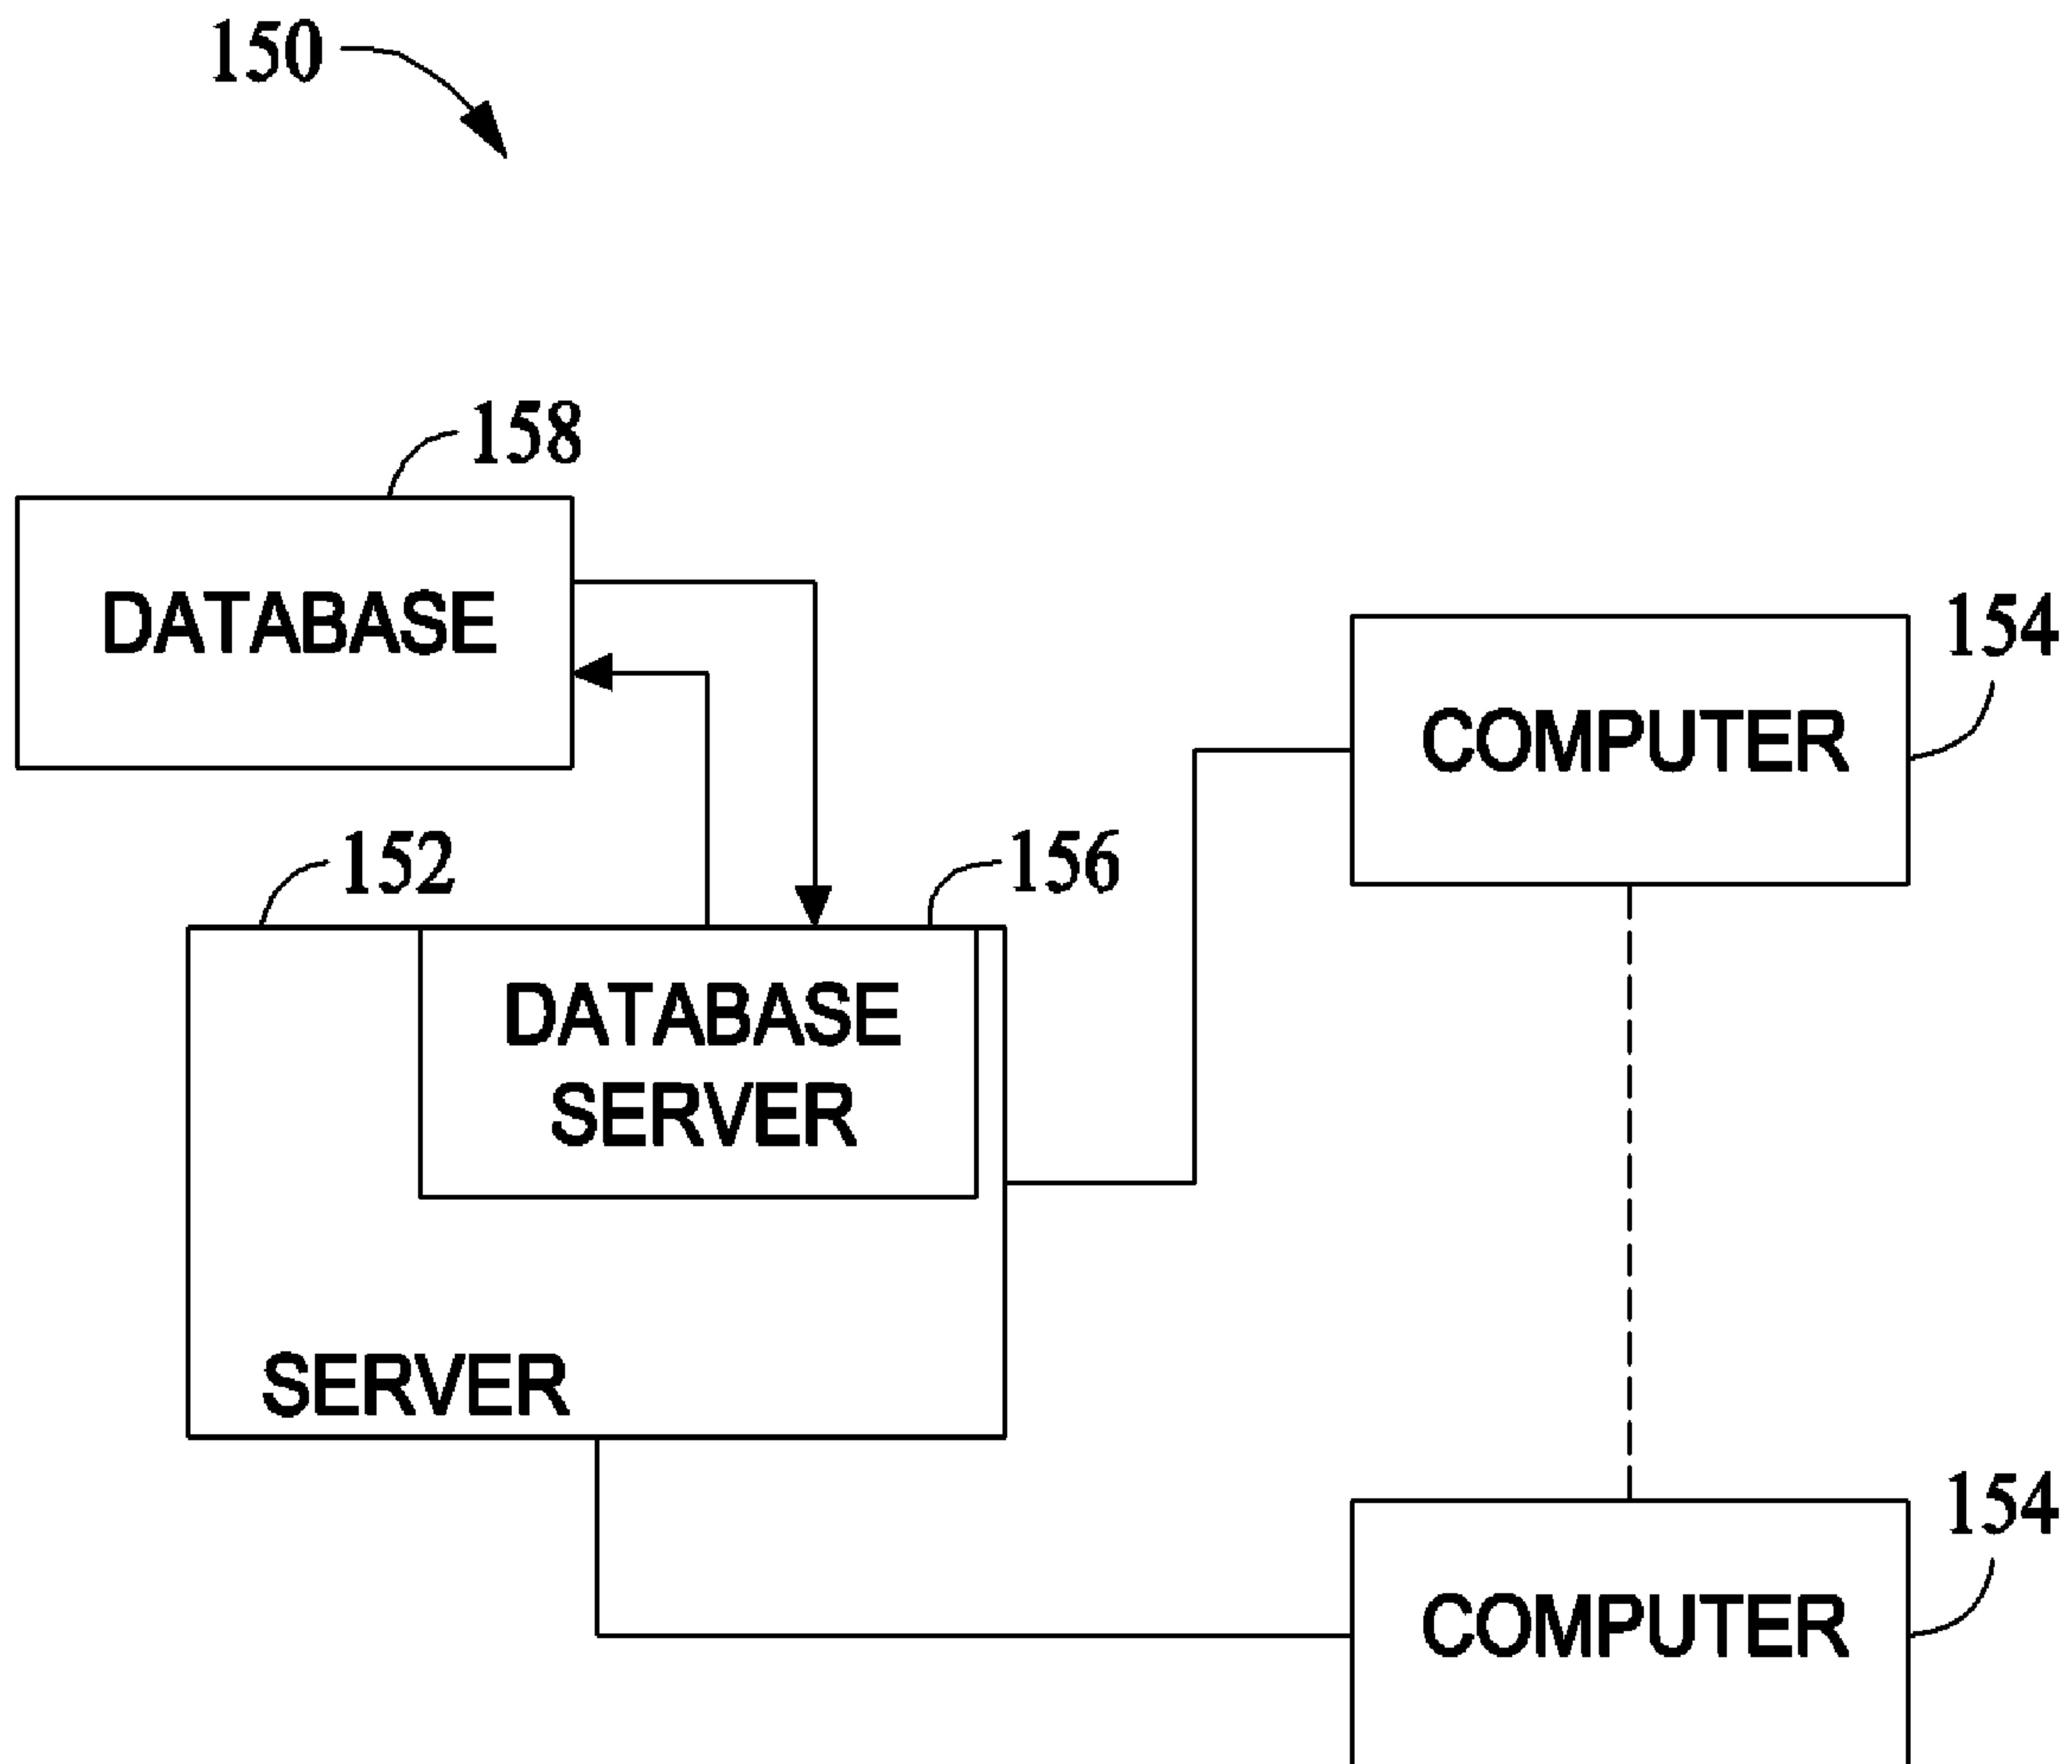 150
158
DATABASE
154
COMPUTER
152
156
DATABASE
SERVER
SERVER
154
COMPUTER